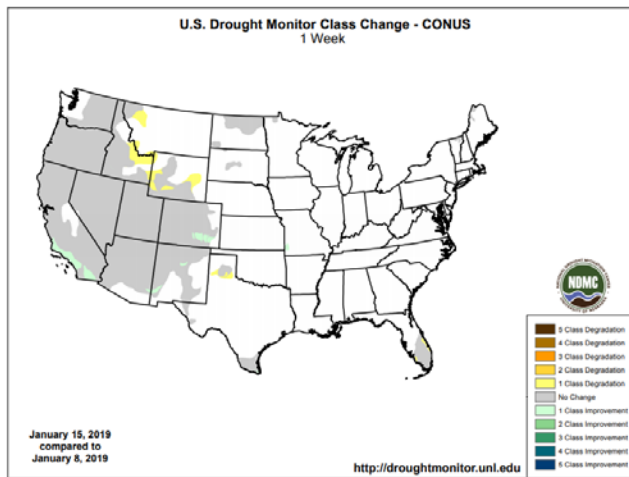 U.S. Drought Monitor Class Change - CONUS
1 Week
NDMC
5 Class Degradation
4 Class Degradation
3 Class Degradation
2 Class Degradation
1 Class Degradation
No Change
1 Class Improvement
2 Class Improvement
3 Class Improvement
4 Class Improvement
5 Class Improvement
January 15, 2019
compared to
January 8, 2019
http://droughtmonitor.unl.edu